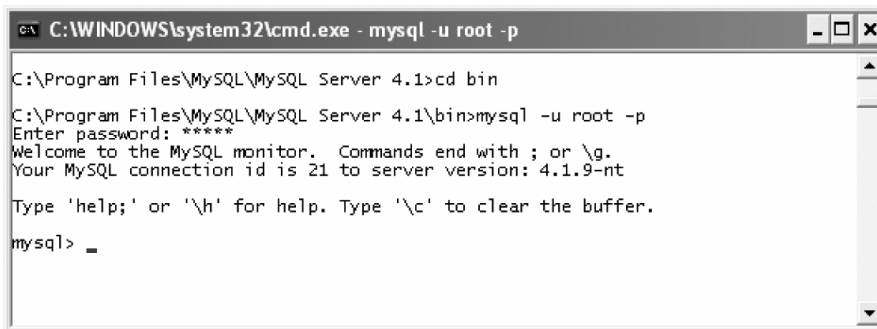 C:\WINDOWS\system32\cmd.exe - mysql -u root -p
C:\Program Files\MySQL\MySQL Server 4.1>cd bin
C:\Program Files\MySQL\MySQL Server 4.1\bin>mysql -u root -p
Enter password: *****
Welcome to the MySQL monitor.  Commands end with ; or \g.
Your MySQL connection id is 21 to server version: 4.1.9-nt
Type 'help;' or '\h' for help. Type '\c' to clear the buffer.
mysql> _